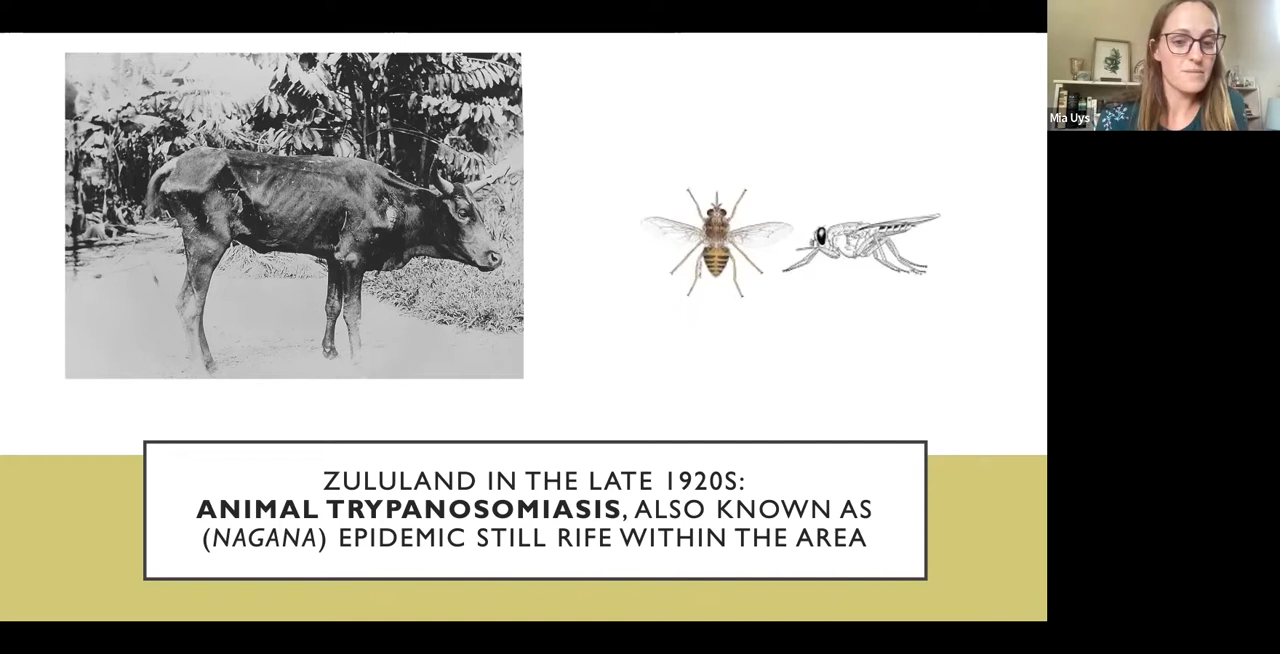 Mia Uys
ZULULAND IN THE LATE 1920S:
ANIMAL TRYPANOSOMIASIS, ALSO KNOWN AS
(NAGANA) EPIDEMIC STILL RIFE WITHIN THE AREA